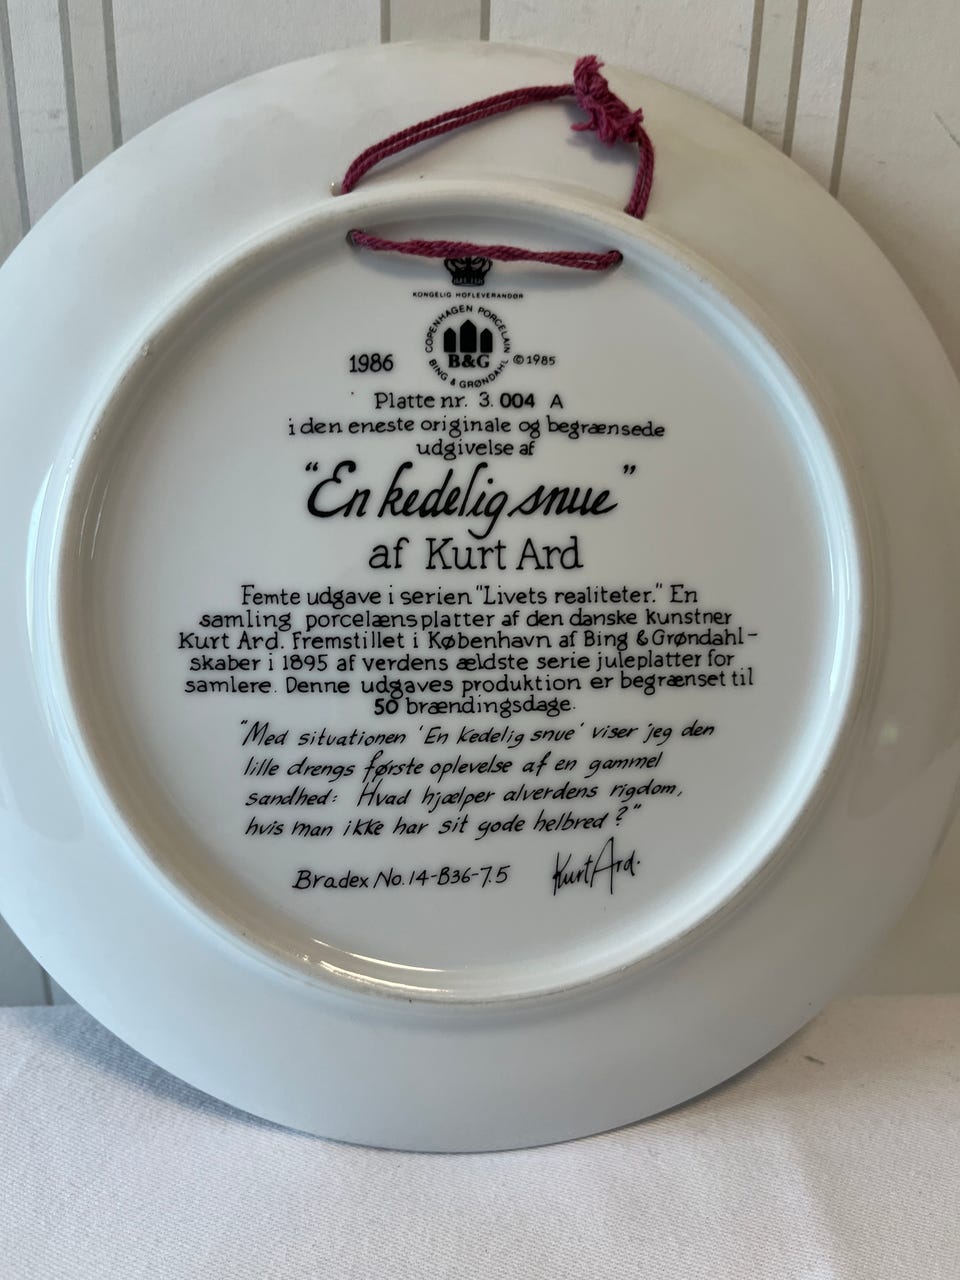 KONGELIG HOFLEVERANDØR
COPENHAGEN PORCELAIN
B&G
BING & GRØNDAHL
1986
©1985
Platte nr. 3.004 A
i den eneste originale og begrænsede
udgivelse af
"En kedelig snue"
af Kurt Ard
Femte udgave i serien "Livets realiteter." En
samling porcelænsplatter af den danske kunstner
Kurt Ard. Fremstillet i København af Bing & Grøndahl-
skaber i 1895 af verdens ældste serie juleplatter for
samlere. Denne udgaves produktion er begrænset til
50 brændingsdage.
"Med situationen 'En kedelig snue' viser jeg den
lille drengs første oplevelse af en gammel
sandhed: Hvad hjælper alverdens rigdom,
hvis man ikke har sit gode helbred?"
Bradex No. 14-B36-7.5
Kurt Ard.